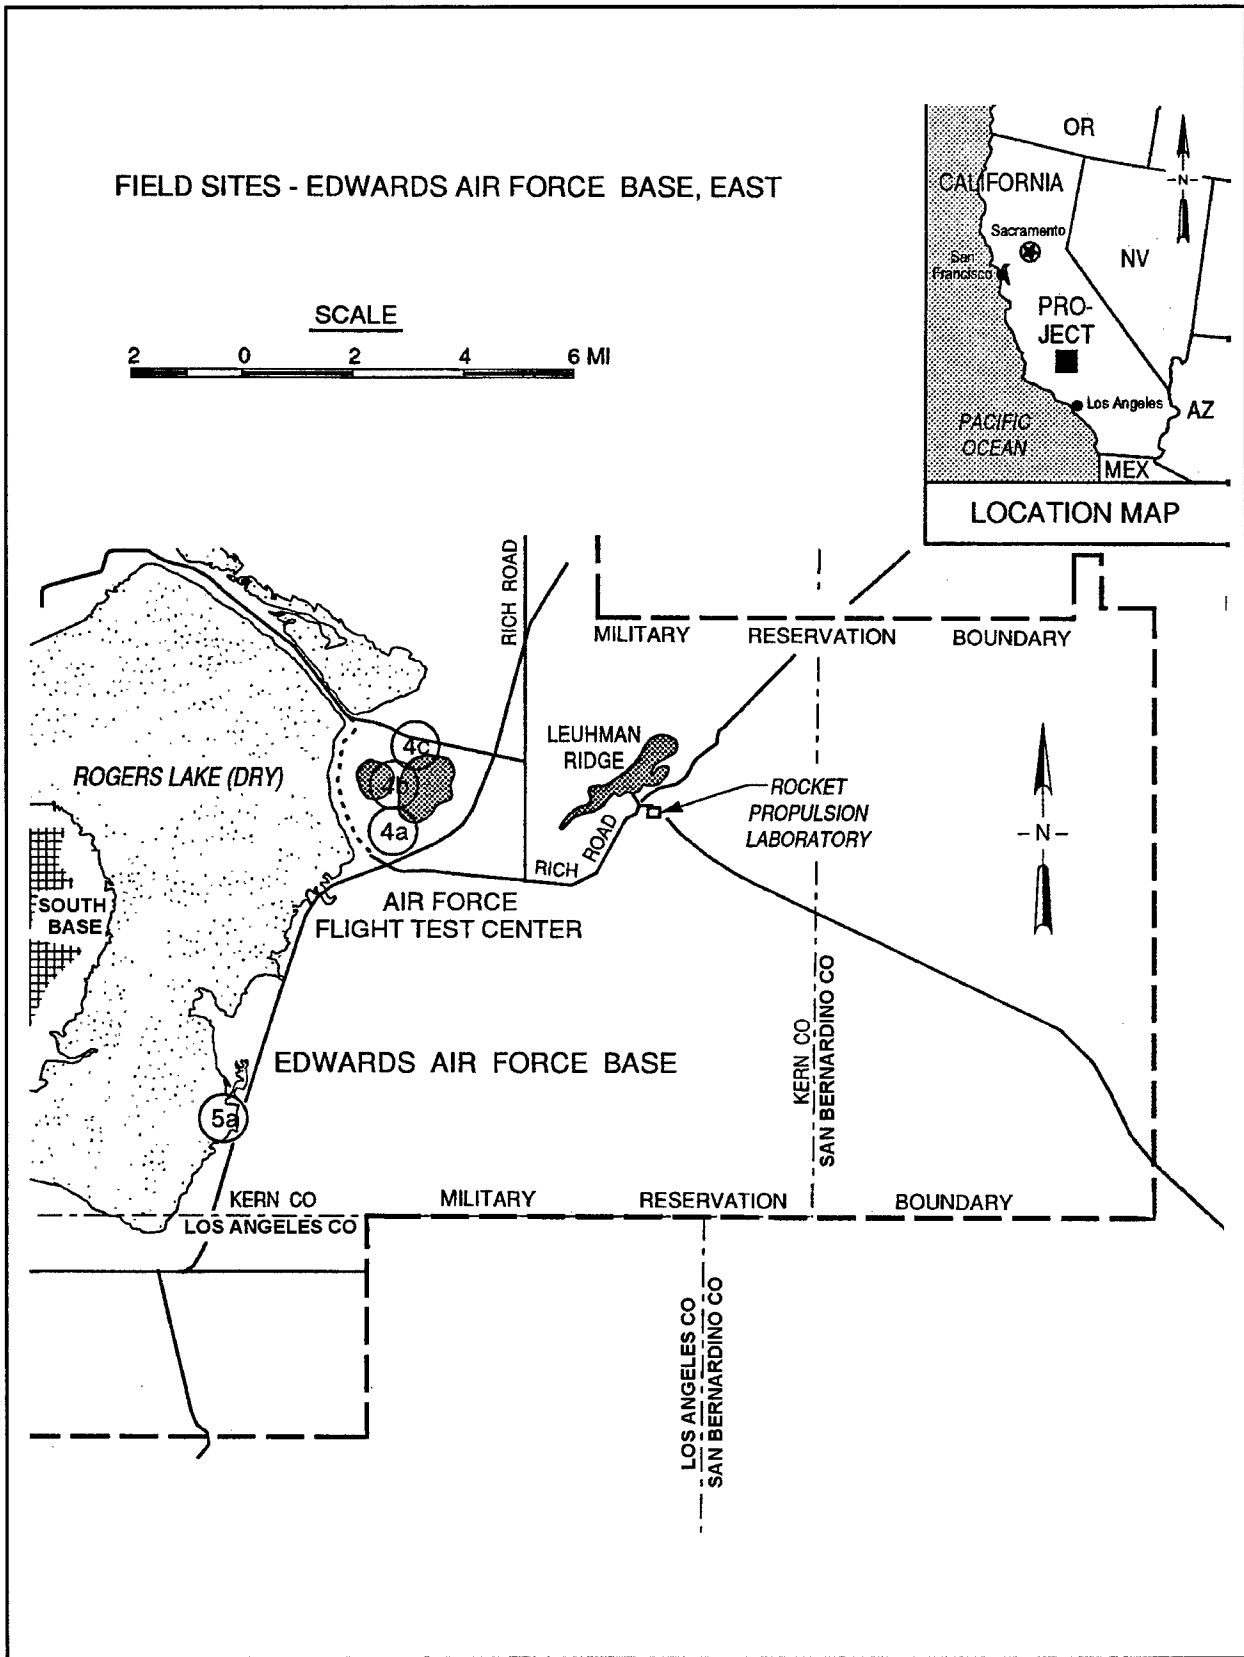 FIELD SITES - EDWARDS AIR FORCE BASE, EAST
SCALE
2 0 2 4 6 MI
OR
CALIFORNIA
-N-
Sacramento
San
Francisco
NV
PRO-
JECT
Los Angeles
AZ
PACIFIC
OCEAN
MEX
LOCATION MAP
RICH ROAD
MILITARY RESERVATION BOUNDARY
LEUHMAN
RIDGE
4c
ROGERS LAKE (DRY)
4b
ROCKET
PROPULSION
LABORATORY
4a
-N-
RICH ROAD
SOUTH
BASE
AIR FORCE
FLIGHT TEST CENTER
EDWARDS AIR FORCE BASE
KERN CO
SAN BERNARDINO CO
5a
KERN CO
MILITARY RESERVATION BOUNDARY
LOS ANGELES CO
LOS ANGELES CO
SAN BERNARDINO CO